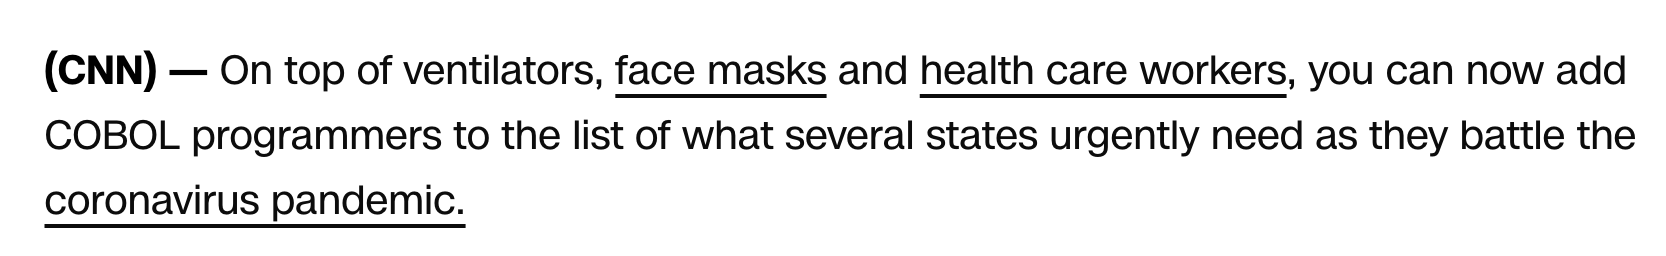 (CNN) — On top of ventilators, face masks and health care workers, you can now add
COBOL programmers to the list of what several states urgently need as they battle the
coronavirus pandemic.